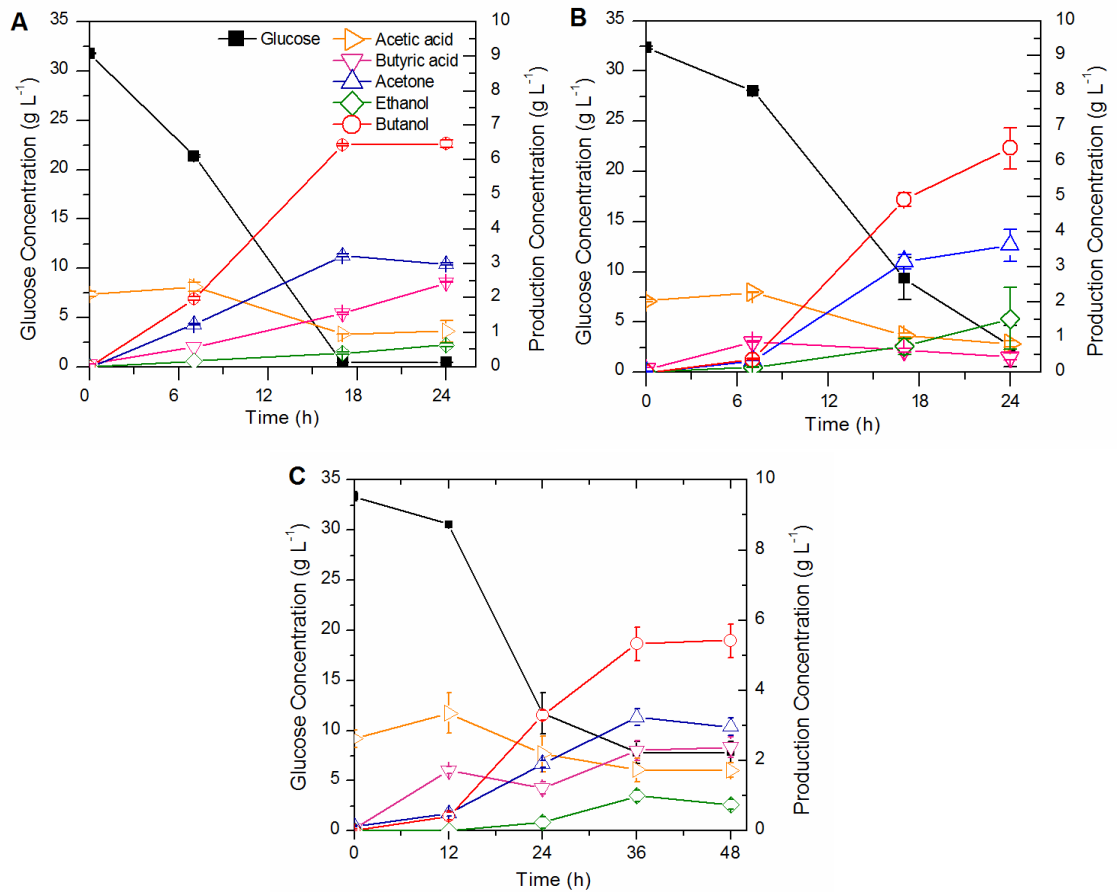 A
Glucose
Acetic acid
Butyric acid
Acetone
Ethanol
Butanol
Glucose Concentration (g L⁻¹)
35
30
25
20
15
10
5
0
Production Concentration (g L⁻¹)
10
9
8
7
6
5
4
3
2
1
0
0 6 12 18 24
Time (h)
B
Glucose Concentration (g L⁻¹)
35
30
25
20
15
10
5
0
Production Concentration (g L⁻¹)
10
9
8
7
6
5
4
3
2
1
0
0 6 12 18 24
Time (h)
C
Glucose Concentration (g L⁻¹)
35
30
25
20
15
10
5
0
Production Concentration (g L⁻¹)
10
8
6
4
2
0
0 12 24 36 48
Time (h)